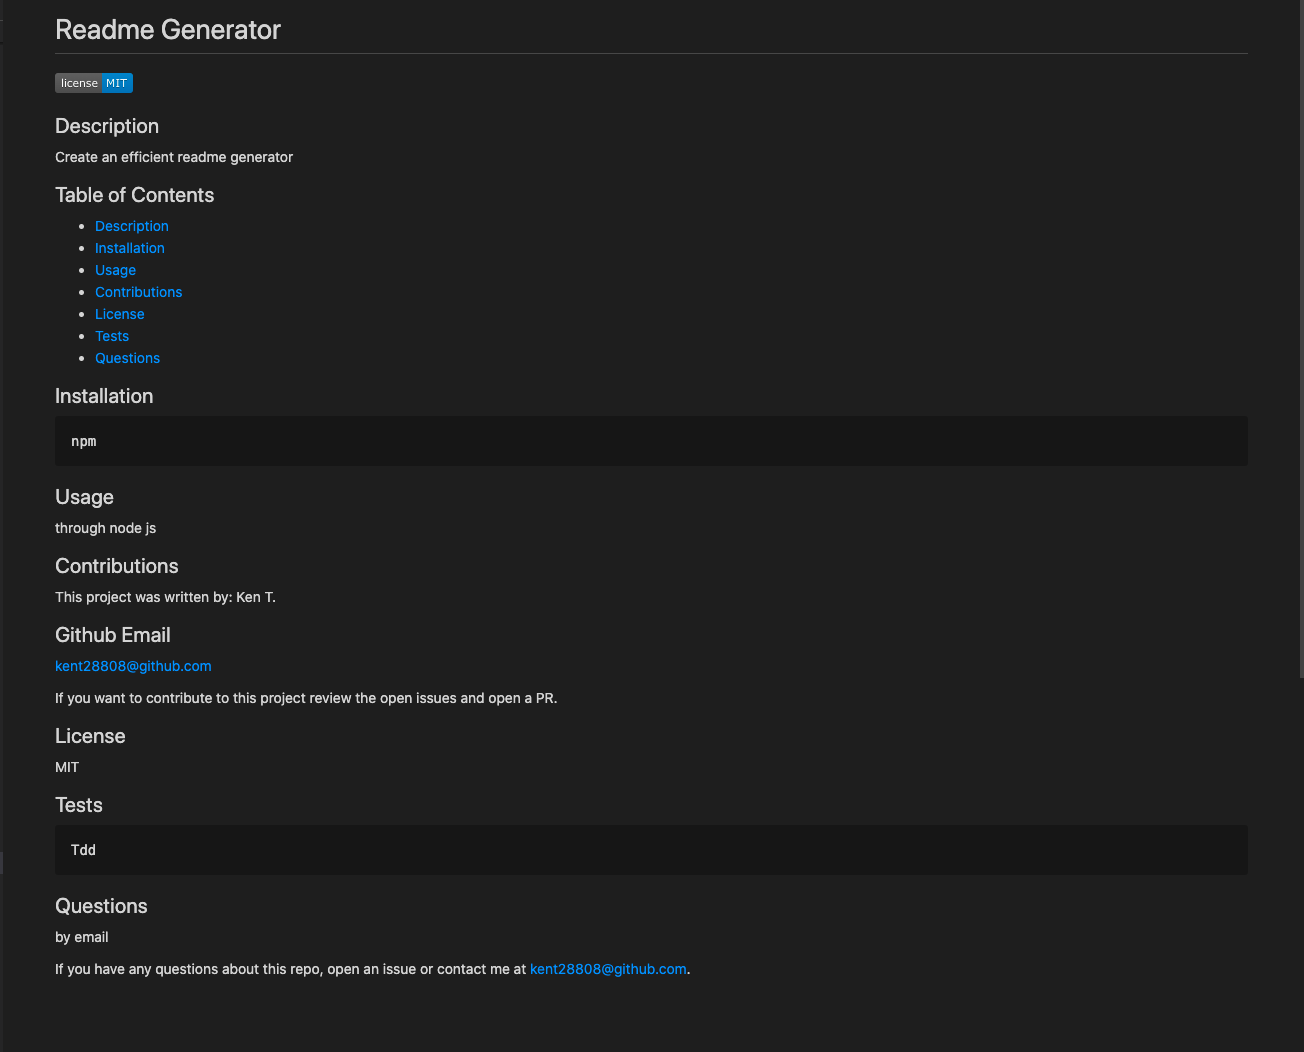 Readme Generator
license MIT
Description
Create an efficient readme generator
Table of Contents
Description
Installation
Usage
Contributions
License
Tests
Questions
Installation
npm
Usage
through node js
Contributions
This project was written by: Ken T.
Github Email
kent28808@github.com
If you want to contribute to this project review the open issues and open a PR.
License
MIT
Tests
Tdd
Questions
by email
If you have any questions about this repo, open an issue or contact me at kent28808@github.com.